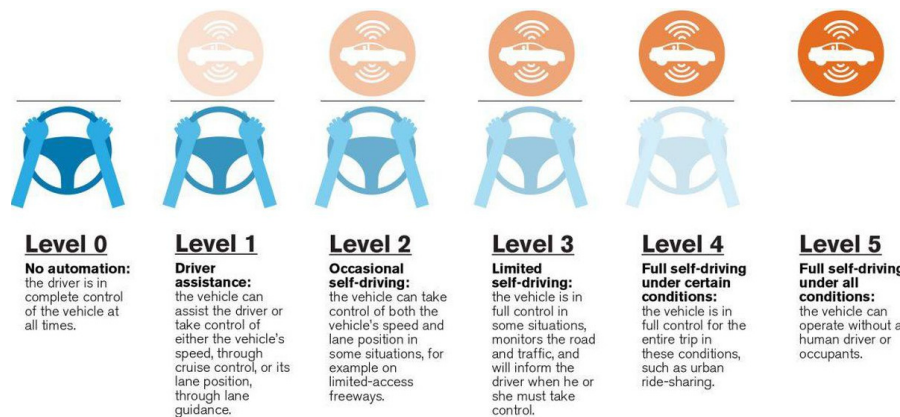 Level 0
No automation:
the driver is in
complete control
of the vehicle at
all times.
Level 1
Driver
assistance:
the vehicle can
assist the driver or
take control of
either the vehicle's
speed, through
cruise control, or its
lane position,
through lane
guidance.
Level 2
Occasional
self-driving:
the vehicle can take
control of both the
vehicle's speed and
lane position in
some situations, for
example on
limited-access
freeways.
Level 3
Limited
self-driving:
the vehicle is in
full control in
some situations,
monitors the road
and traffic, and
will inform the
driver when he or
she must take
control.
Level 4
Full self-driving
under certain
conditions:
the vehicle is in
full control for the
entire trip in
these conditions,
such as urban
ride-sharing.
Level 5
Full self-driving
under all
conditions:
the vehicle can
operate without a
human driver or
occupants.